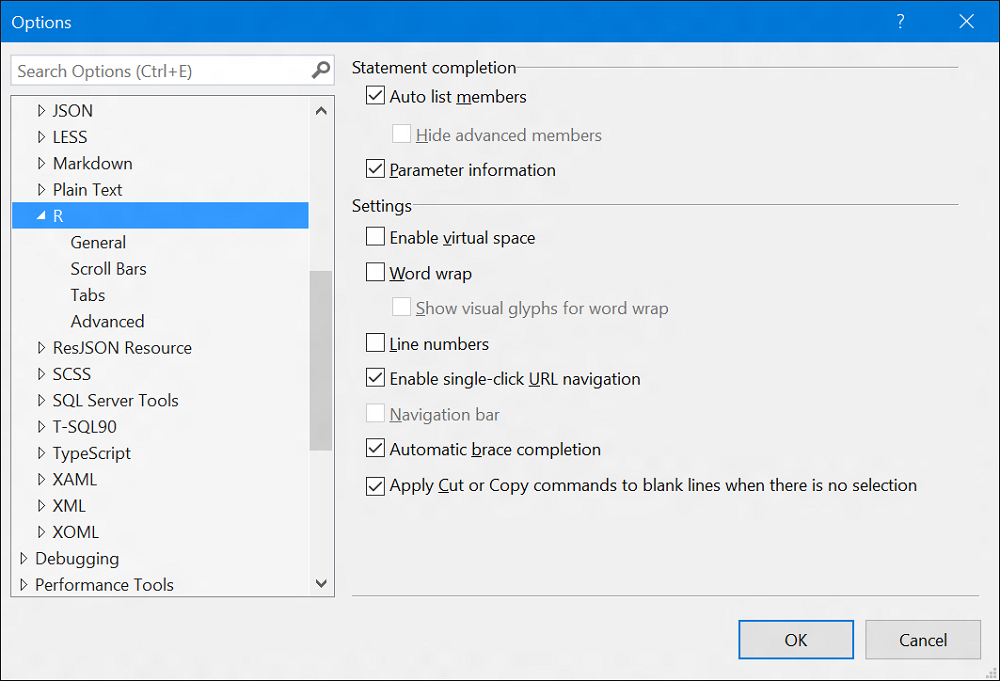 Options
?
Search Options (Ctrl+E)
JSON
LESS
Markdown
Plain Text
R
General
Scroll Bars
Tabs
Advanced
ResJSON Resource
SCSS
SQL Server Tools
T-SQL90
TypeScript
XAML
XML
XOML
Debugging
Performance Tools
Statement completion
Auto list members
Hide advanced members
Parameter information
Settings
Enable virtual space
Word wrap
Show visual glyphs for word wrap
Line numbers
Enable single-click URL navigation
Navigation bar
Automatic brace completion
Apply Cut or Copy commands to blank lines when there is no selection
OK
Cancel